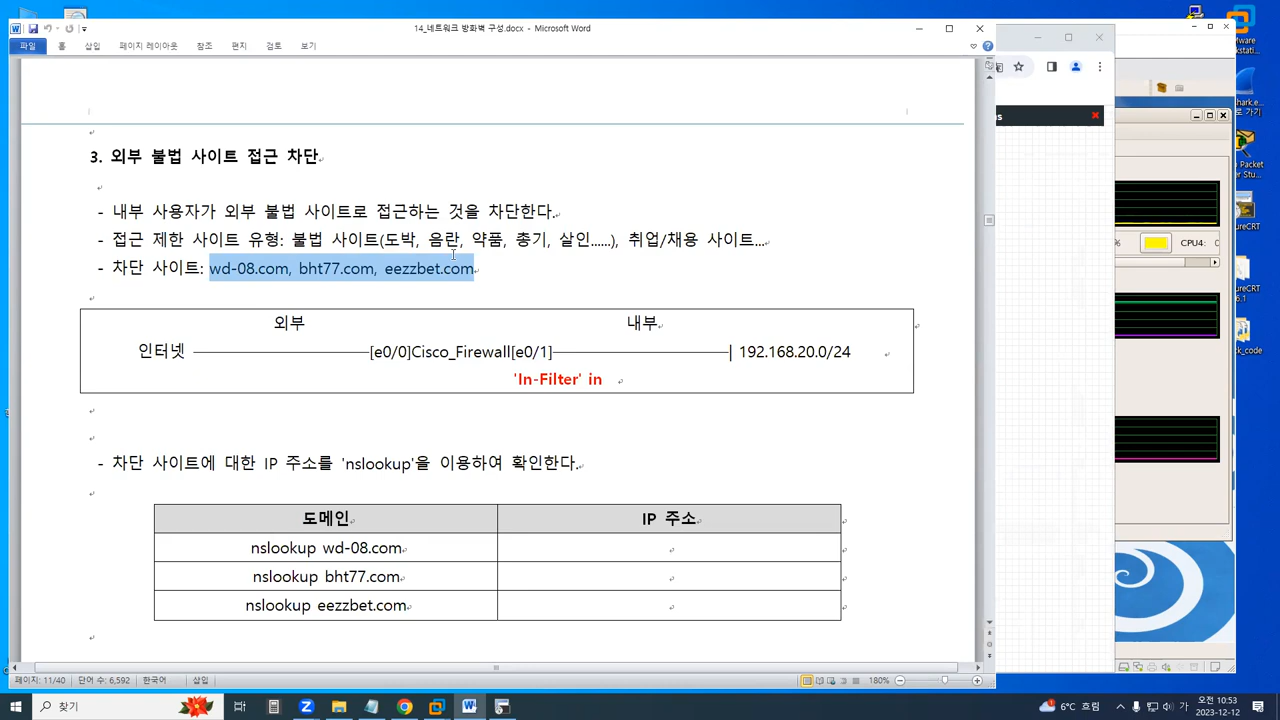 14_네트워크 방화벽 구성.docx - Microsoft Word
파일 홈 삽입 페이지 레이아웃 참조 편지 검토 보기
3. 외부 불법 사이트 접근 차단
- 내부 사용자가 외부 불법 사이트로 접근하는 것을 차단한다.
- 접근 제한 사이트 유형: 불법 사이트(도박, 음란, 약품, 총기, 살인......), 취업/채용 사이트...
- 차단 사이트: wd-08.com, bht77.com, eezzbet.com
외부 내부
인터넷 [e0/0]Cisco_Firewall[e0/1] | 192.168.20.0/24
'In-Filter' in
- 차단 사이트에 대한 IP 주소를 'nslookup'을 이용하여 확인한다.
도메인 IP 주소
nslookup wd-08.com
nslookup bht77.com
nslookup eezzbet.com
페이지: 11/40 단어 수: 6,592 한국어 삽입 180%
찾기
6°C 흐림 가 오전 10:53
2023-12-12
CPU4: